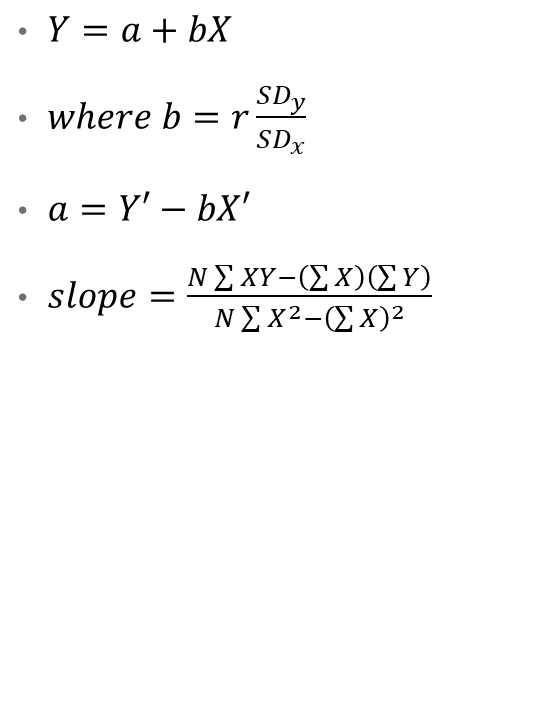 • Y = a + bX
• where b = r SDy/SDx
• a = Y′ − bX′
• slope = N ∑ XY−(∑ X)(∑ Y) / N ∑ X²−(∑ X)²